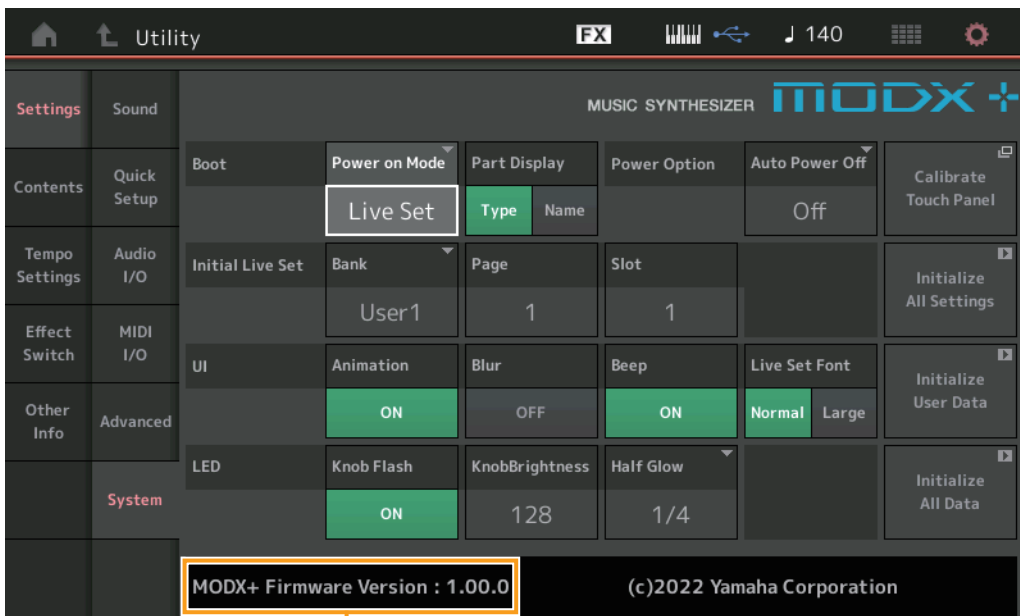 Utility
FX
♩ 140
Settings
Sound
MUSIC SYNTHESIZER MODX+
Boot
Power on Mode
Live Set
Part Display
Type
Name
Power Option
Auto Power Off
Off
Calibrate
Touch Panel
Contents
Quick
Setup
Tempo
Settings
Audio
I/O
Initial Live Set
Bank
User1
Page
1
Slot
1
Initialize
All Settings
Effect
Switch
MIDI
I/O
UI
Animation
ON
Blur
OFF
Beep
ON
Live Set Font
Normal
Large
Initialize
User Data
Other
Info
Advanced
LED
Knob Flash
ON
KnobBrightness
128
Half Glow
1/4
Initialize
All Data
System
MODX+ Firmware Version : 1.00.0
(c)2022 Yamaha Corporation